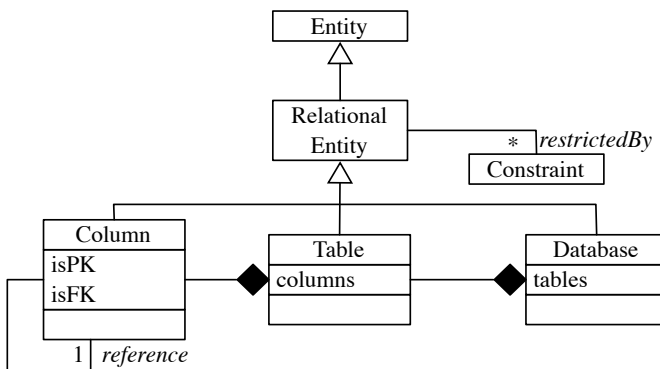 Entity
Relational
Entity
* restrictedBy
Constraint
Column
isPK
isFK
Table
columns
Database
tables
1 reference